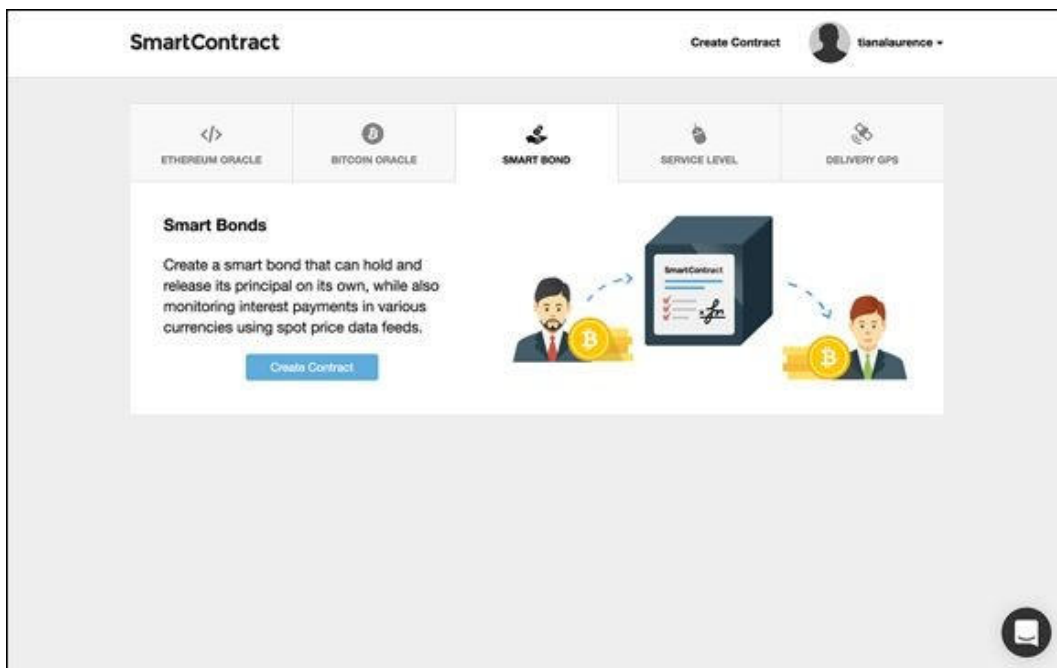 SmartContract
Create Contract
tianalaurence
ETHEREUM ORACLE
BITCOIN ORACLE
SMART BOND
SERVICE LEVEL
DELIVERY GPS
Smart Bonds
Create a smart bond that can hold and
release its principal on its own, while also
monitoring interest payments in various
currencies using spot price data feeds.
Create Contract
SmartContract